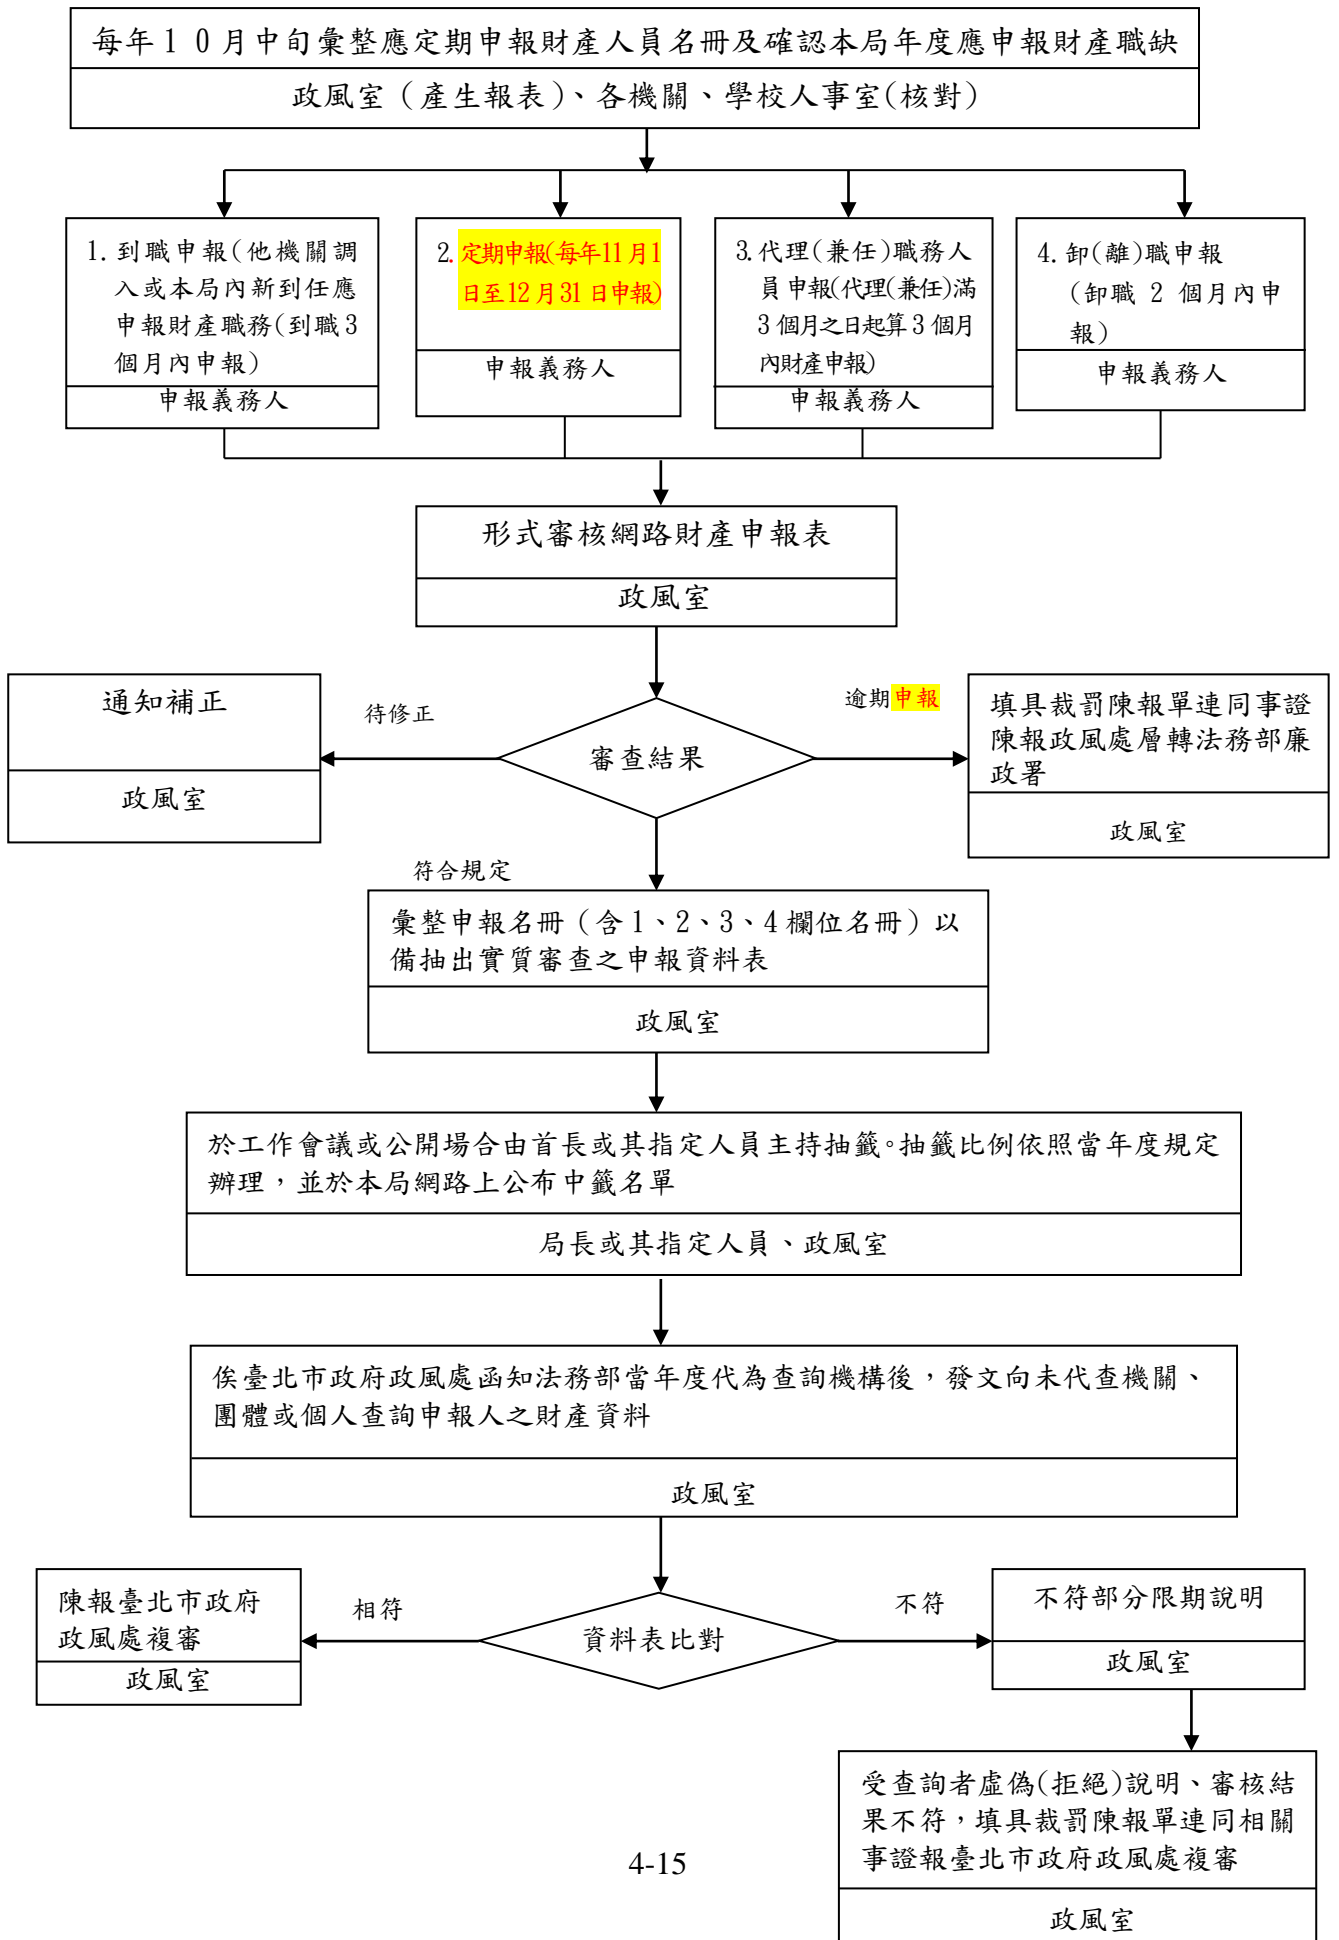 每年１０月中旬彙整應定期申報財產人員名冊及確認本局年度應申報財產職缺
政風室（產生報表）、各機關、學校人事室(核對)
1. 到職申報(他機關調
入或本局內新到任應
申報財產職務(到職3
個月內申報)
申報義務人
2. 定期申報(每年11月1
日至12月31日申報)
申報義務人
3.代理(兼任)職務人
員申報(代理(兼任)滿
3個月之日起算3個月
內財產申報)
申報義務人
4. 卸(離)職申報
(卸職 2 個月內申
報)
申報義務人
形式審核網路財產申報表
政風室
通知補正
政風室
待修正
審查結果
逾期申報
填具裁罰陳報單連同事證
陳報政風處層轉法務部廉
政署
政風室
符合規定
彙整申報名冊（含1、2、3、4欄位名冊）以
備抽出實質審查之申報資料表
政風室
於工作會議或公開場合由首長或其指定人員主持抽籤。抽籤比例依照當年度規定
辦理，並於本局網路上公布中籤名單
局長或其指定人員、政風室
俟臺北市政府政風處函知法務部當年度代為查詢機構後，發文向未代查機關、
團體或個人查詢申報人之財產資料
政風室
陳報臺北市政府
政風處複審
政風室
相符
資料表比對
不符
不符部分限期說明
政風室
受查詢者虛偽(拒絕)說明、審核結
果不符，填具裁罰陳報單連同相關
事證報臺北市政府政風處複審
政風室
4-15